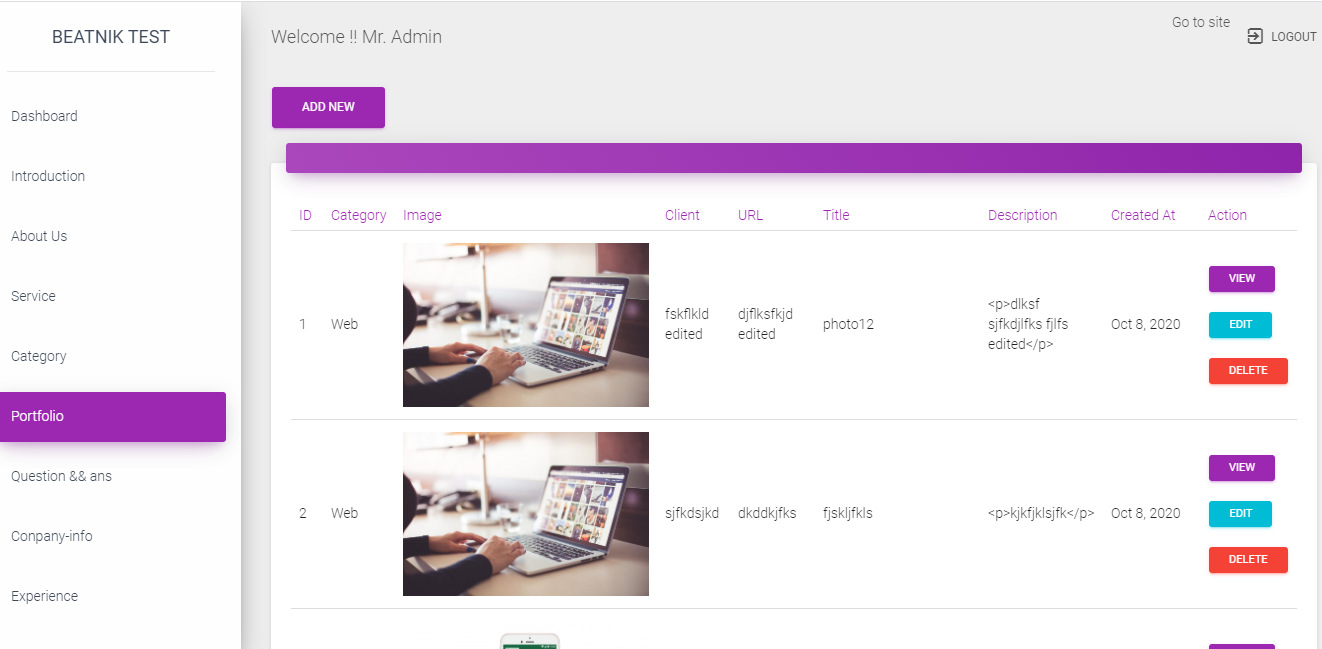 BEATNIK TEST
Dashboard
Introduction
About Us
Service
Category
Portfolio
Question && ans
Conpany-info
Experience
Welcome !! Mr. Admin
Go to site
LOGOUT
ADD NEW
ID Category Image Client URL Title Description Created At Action
1 Web fskflkld edited djflksfkjd edited photo12 <p>dlksf sjfkdjlfks fjlfs edited</p> Oct 8, 2020
VIEW
EDIT
DELETE
2 Web sjfkdsjkd dkddkjfks fjskljfkls <p>kjkfjklsjfk</p> Oct 8, 2020
VIEW
EDIT
DELETE